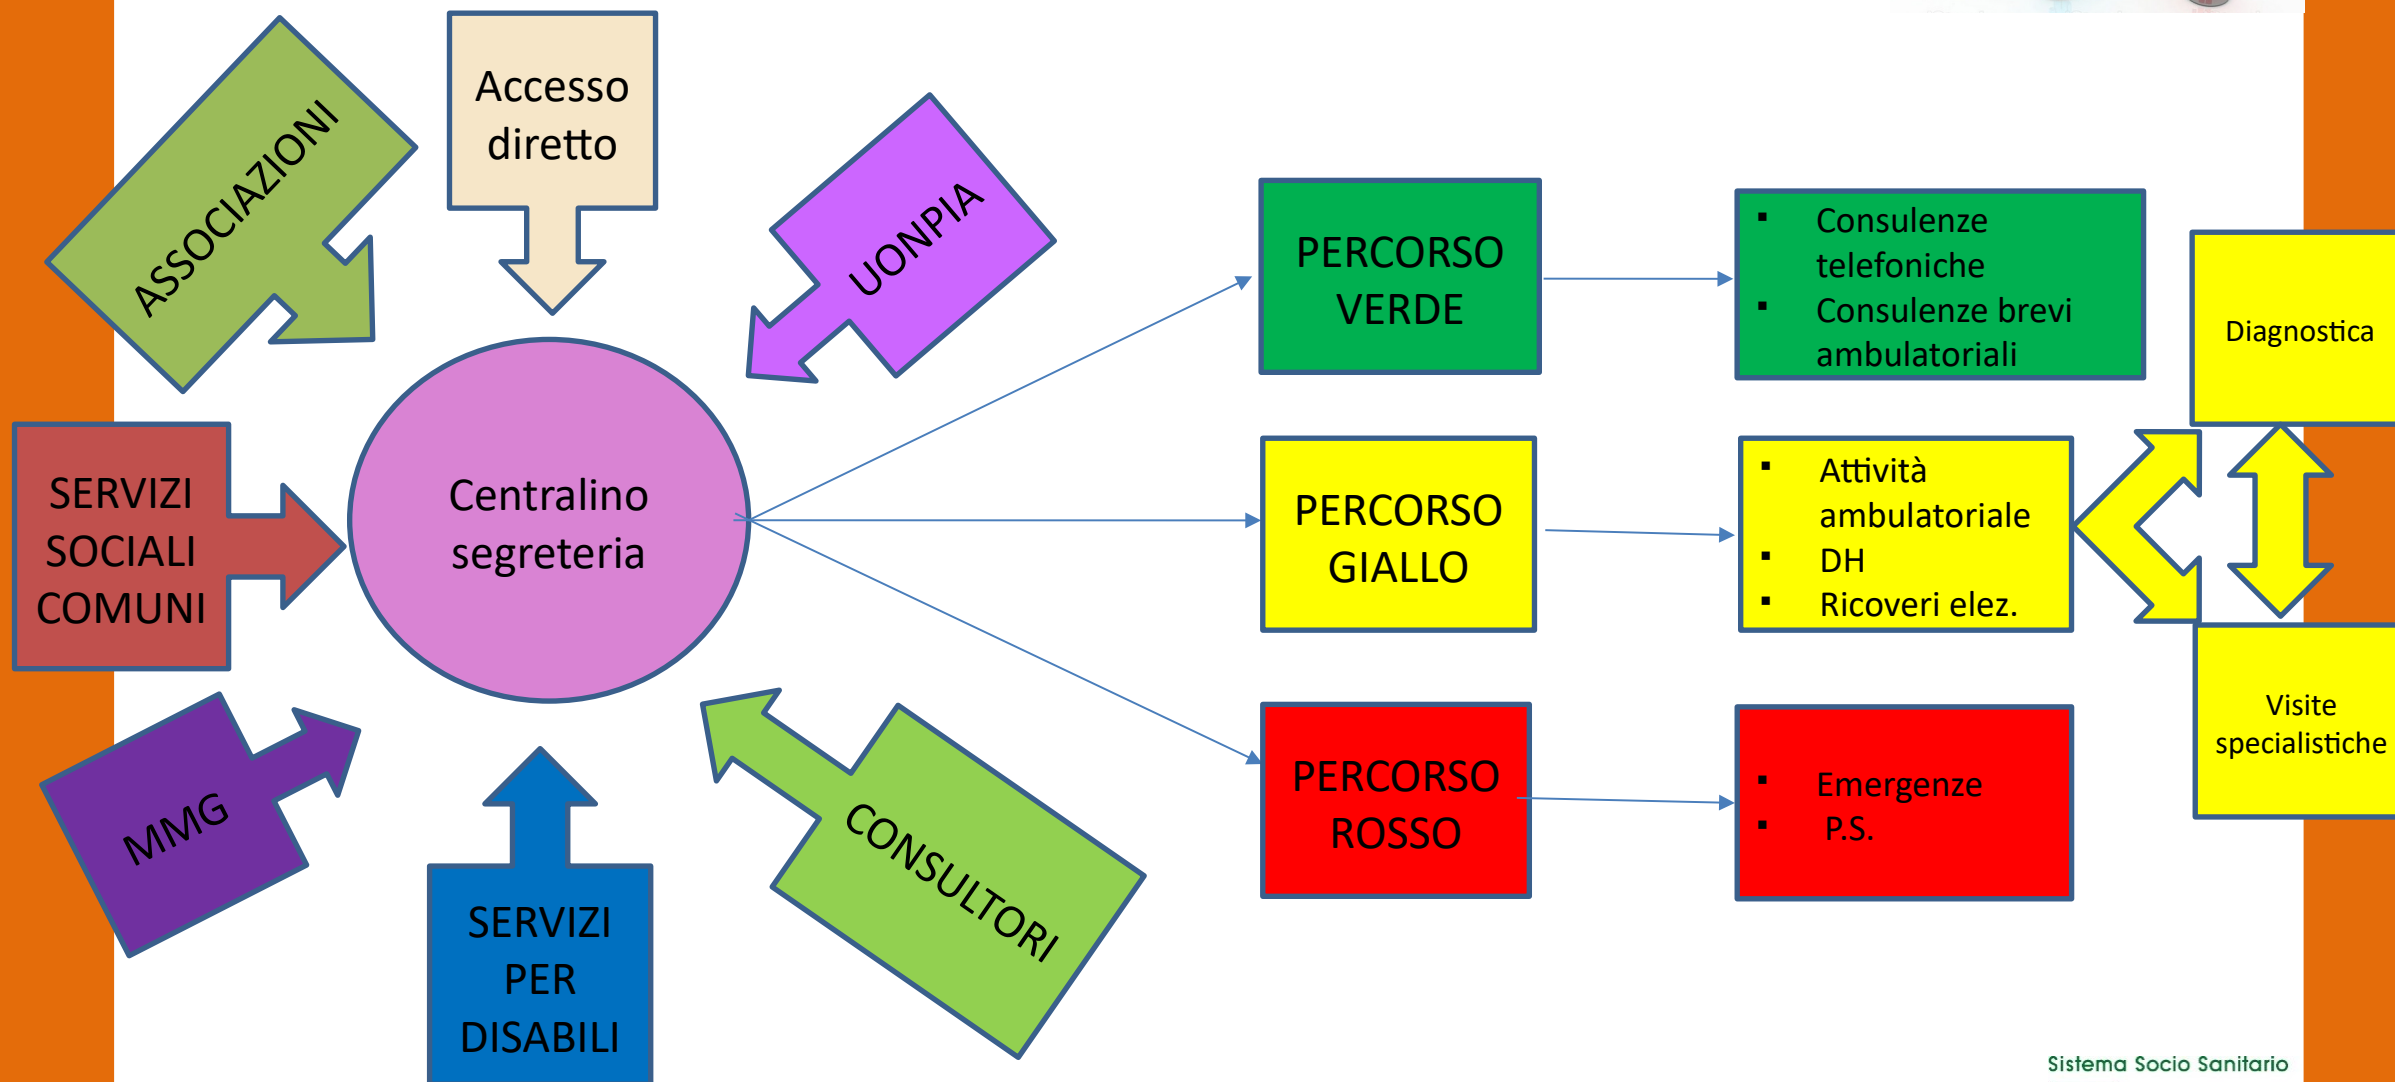 ASSOCIAZIONI
Accesso
diretto
UONPIA
SERVIZI
SOCIALI
COMUNI
Centralino
segreteria
MMG
SERVIZI
PER
DISABILI
CONSULTORI
PERCORSO
VERDE
▪ Consulenze
telefoniche
▪ Consulenze brevi
ambulatoriali
PERCORSO
GIALLO
▪ Attività
ambulatoriale
▪ DH
▪ Ricoveri elez.
Diagnostica
Visite
specialistiche
PERCORSO
ROSSO
▪ Emergenze
▪ P.S.
Sistema Socio Sanitario